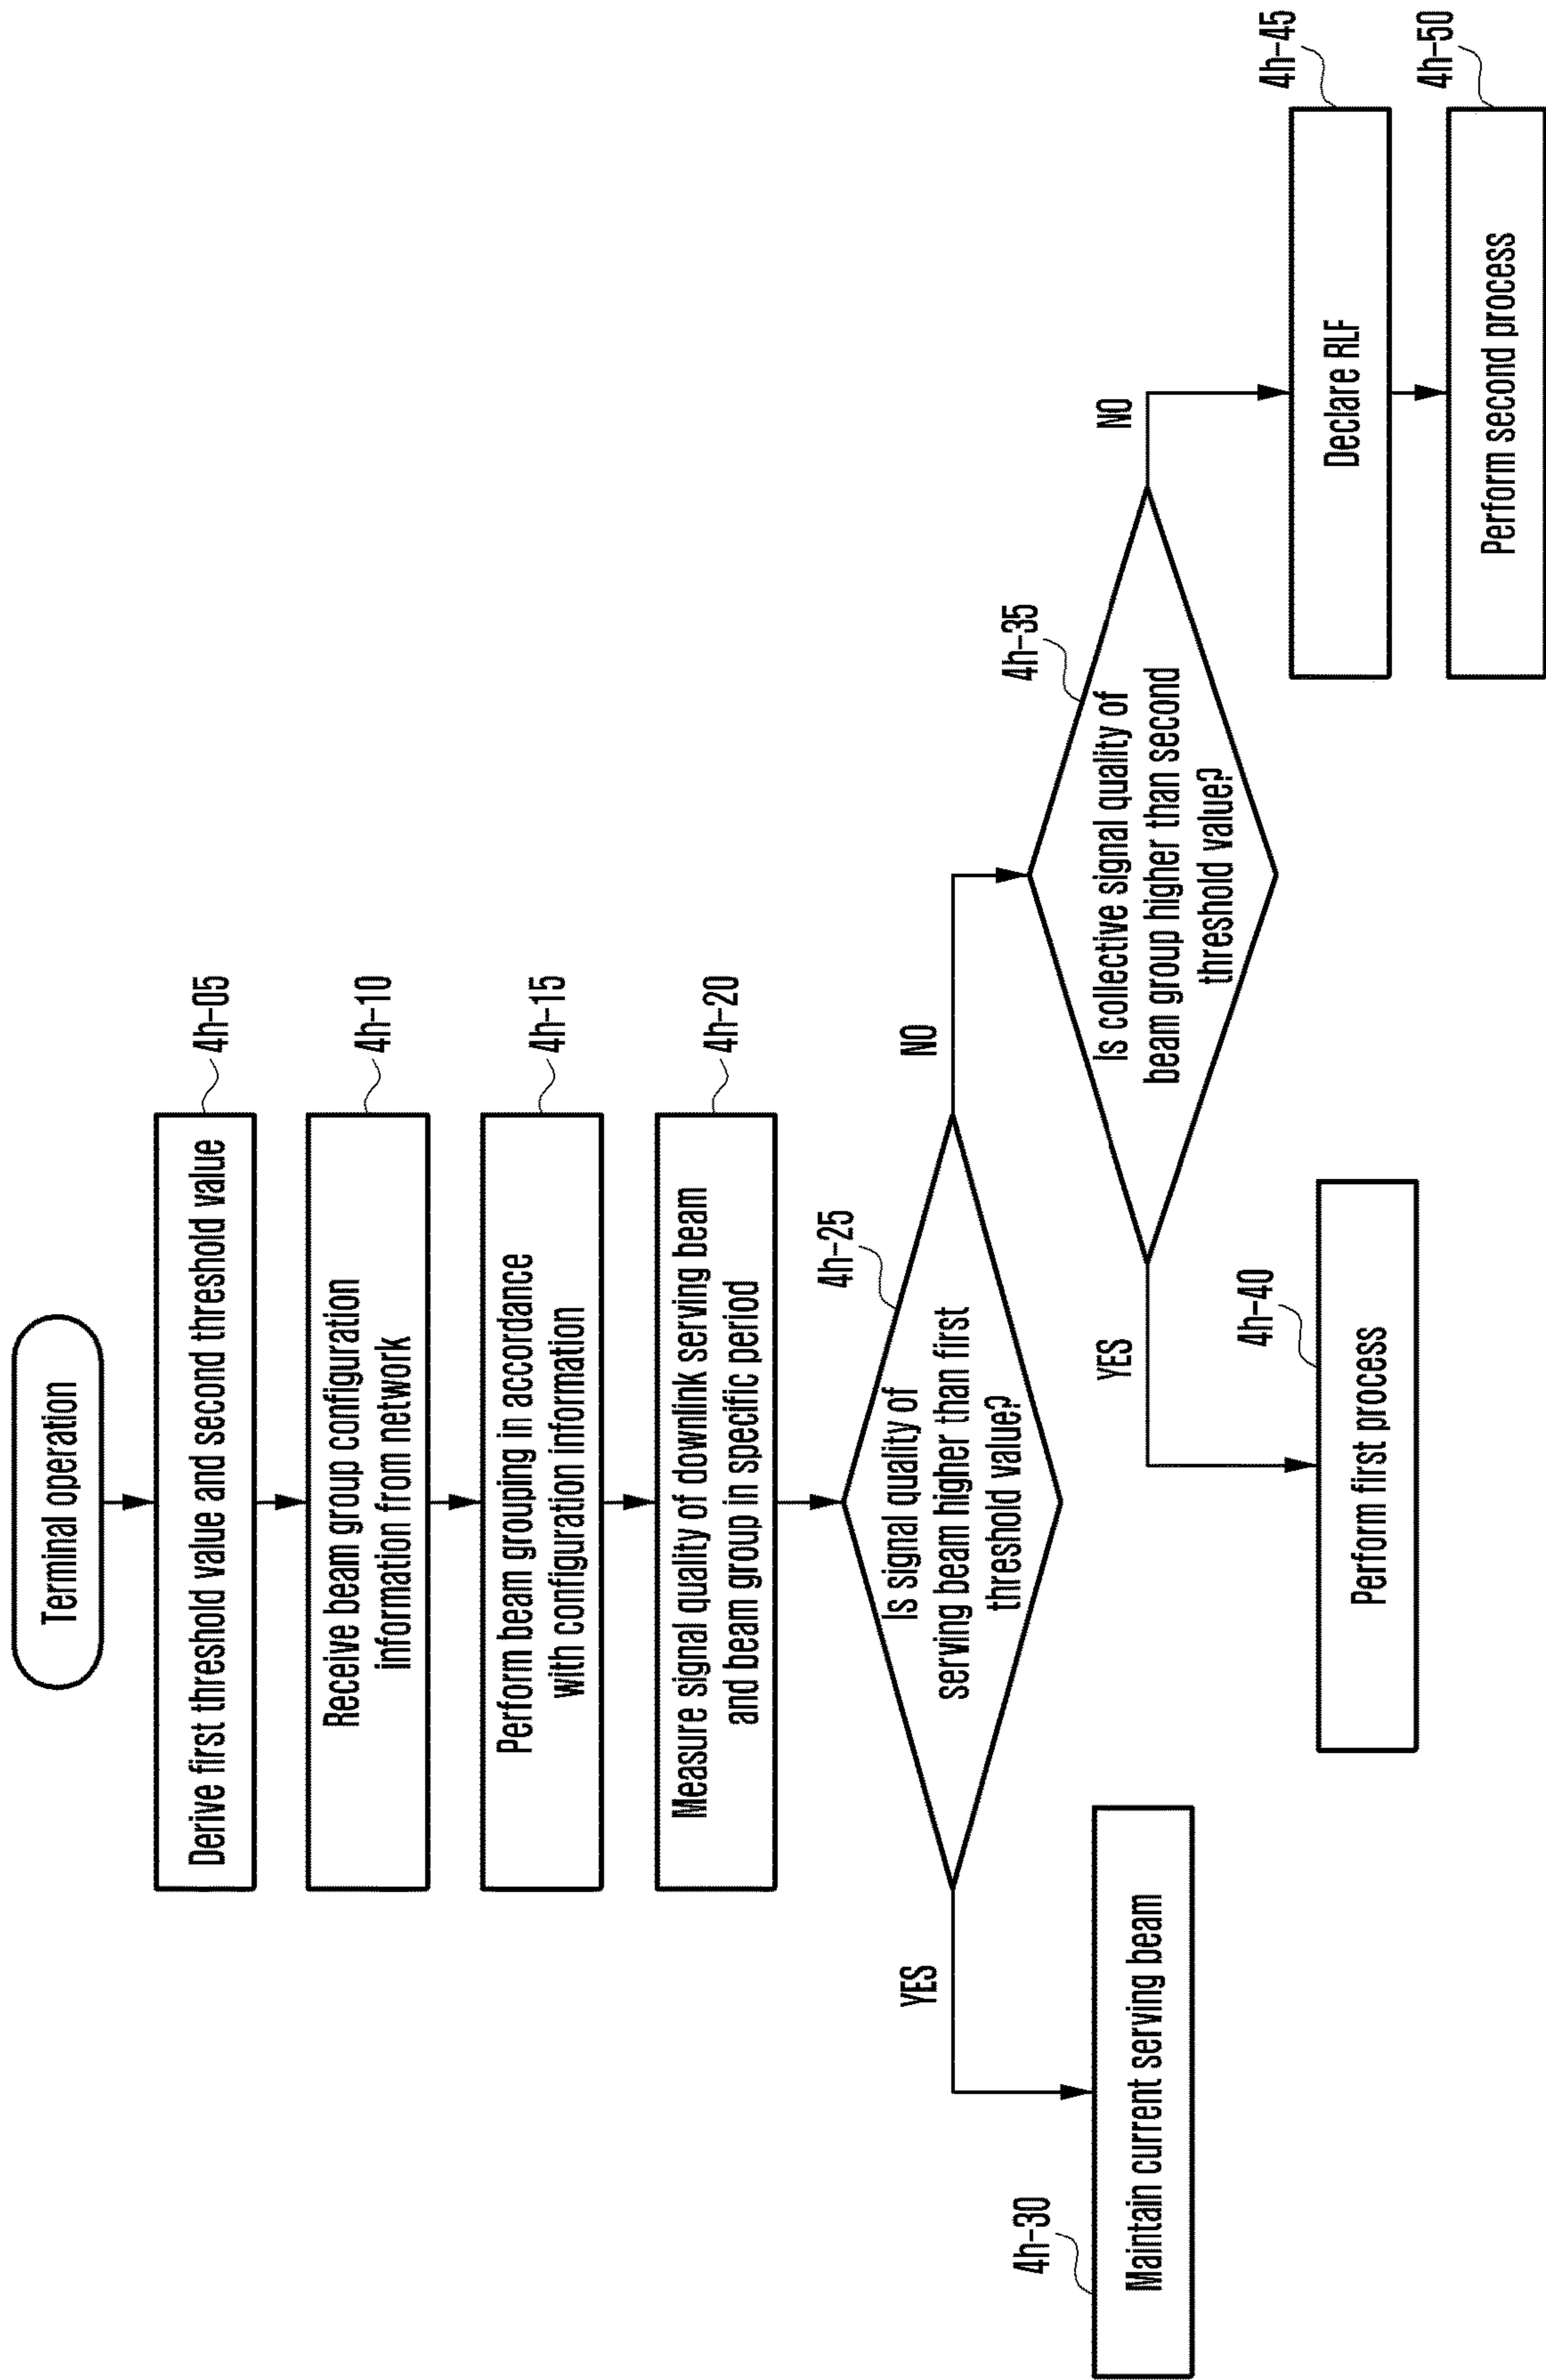 Terminal operation
Derive first threshold value and second threshold value
4h-05
Receive beam group configuration
information from network
4h-10
Perform beam grouping in accordance
with configuration information
4h-15
Measure signal quality of downlink serving beam
and beam group in specific period
4h-20
Is signal quality of
serving beam higher than first
threshold value?
4h-25
YES
NO
4h-30
Maintain current serving beam
Is collective signal quality of
beam group higher than second
threshold value?
4h-35
YES
NO
4h-40
Perform first process
4h-45
Declare RLF
4h-50
Perform second process